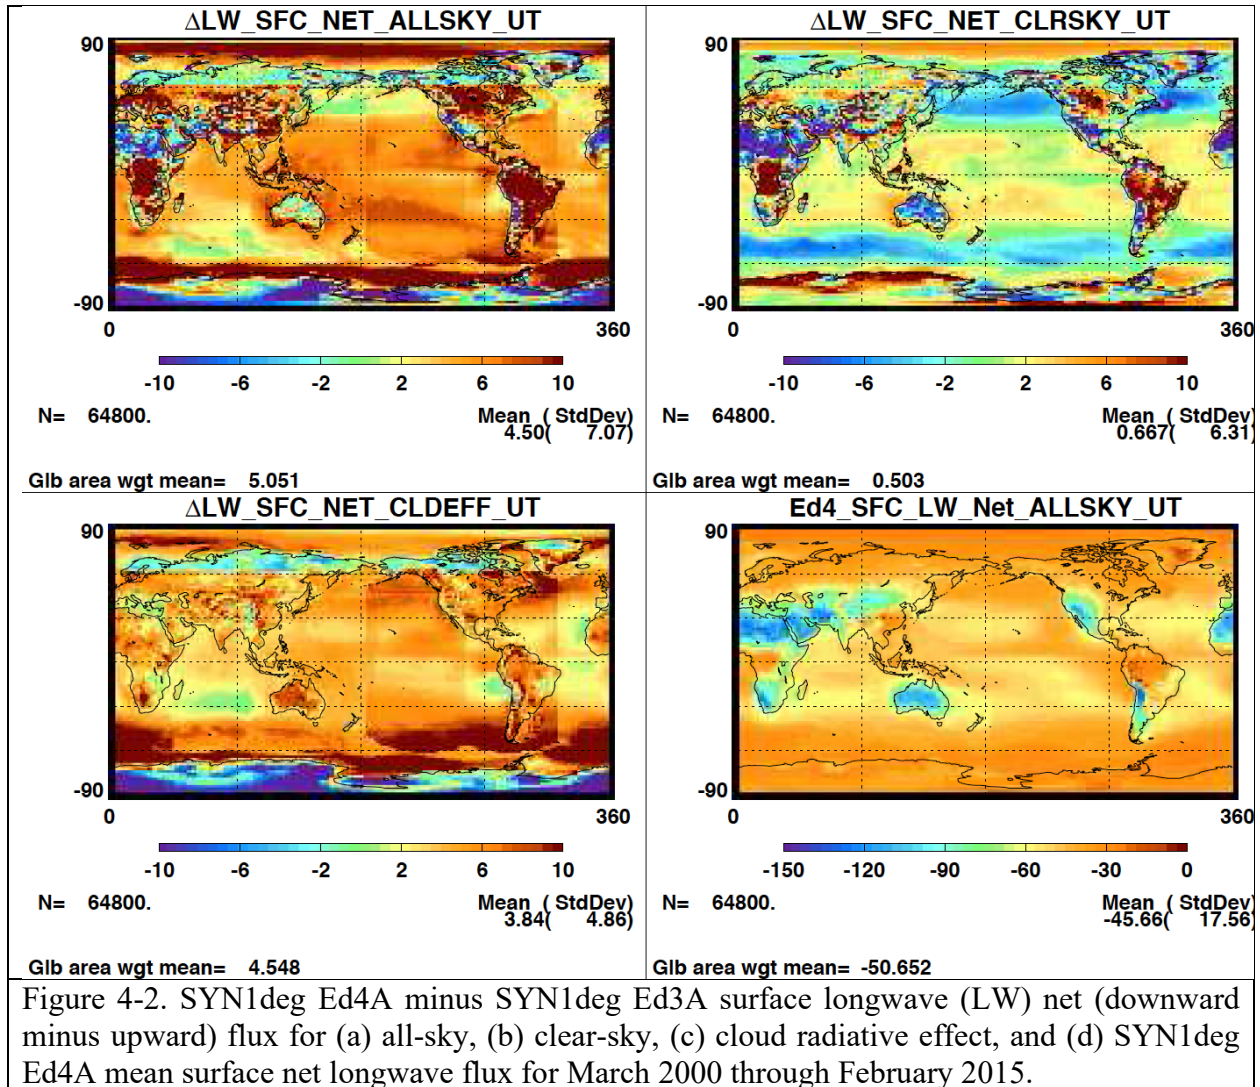 ΔLW_SFC_NET_ALLSKY_UT
90
-90
0
360
-10 -6 -2 2 6 10
N= 64800.
Mean ( StdDev)
4.50( 7.07)
Glb area wgt mean= 5.051
ΔLW_SFC_NET_CLRSKY_UT
90
-90
0
360
-10 -6 -2 2 6 10
N= 64800.
Mean ( StdDev)
0.667( 6.31)
Glb area wgt mean= 0.503
ΔLW_SFC_NET_CLDEFF_UT
90
-90
0
360
-10 -6 -2 2 6 10
N= 64800.
Mean ( StdDev)
3.84( 4.86)
Glb area wgt mean= 4.548
Ed4_SFC_LW_Net_ALLSKY_UT
90
-90
0
360
-150 -120 -90 -60 -30 0
N= 64800.
Mean ( StdDev)
-45.66( 17.56)
Glb area wgt mean= -50.652
Figure 4-2. SYN1deg Ed4A minus SYN1deg Ed3A surface longwave (LW) net (downward
minus upward) flux for (a) all-sky, (b) clear-sky, (c) cloud radiative effect, and (d) SYN1deg
Ed4A mean surface net longwave flux for March 2000 through February 2015.